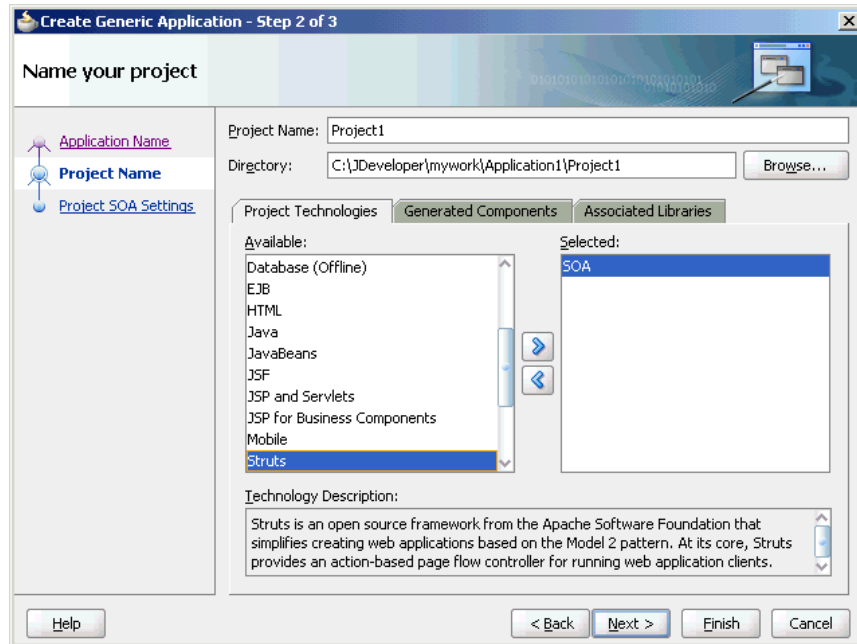 Create Generic Application - Step 2 of 3
Name your project
Application Name
Project Name
Project SOA Settings
Project Name: Project1
Directory: C:\JDeveloper\mywork\Application1\Project1 Browse...
Project Technologies Generated Components Associated Libraries
Available: Selected:
Database (Offline) SOA
EJB
HTML
Java
JavaBeans
JSF
JSP and Servlets
JSP for Business Components
Mobile
Struts
Technology Description:
Struts is an open source framework from the Apache Software Foundation that
simplifies creating web applications based on the Model 2 pattern. At its core, Struts
provides an action-based page flow controller for running web application clients.
Help < Back Next > Finish Cancel